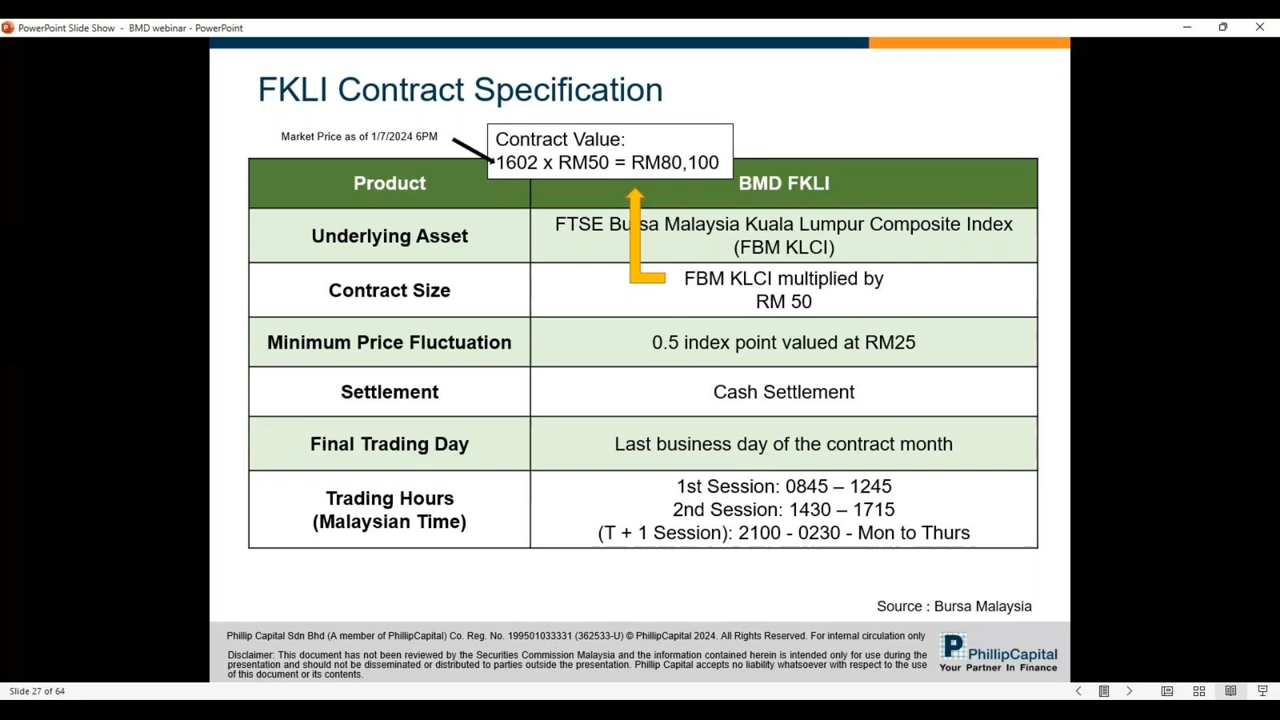 PowerPoint Slide Show - BMD webinar - PowerPoint
FKLI Contract Specification
Market Price as of 1/7/2024 6PM
Contract Value:
1602 x RM50 = RM80,100
Product
BMD FKLI
Underlying Asset
FTSE Bursa Malaysia Kuala Lumpur Composite Index
(FBM KLCI)
Contract Size
FBM KLCI multiplied by
RM 50
Minimum Price Fluctuation
0.5 index point valued at RM25
Settlement
Cash Settlement
Final Trading Day
Last business day of the contract month
Trading Hours
(Malaysian Time)
1st Session: 0845 – 1245
2nd Session: 1430 – 1715
(T + 1 Session): 2100 - 0230 - Mon to Thurs
Source : Bursa Malaysia
Phillip Capital Sdn Bhd (A member of PhillipCapital) Co. Reg. No. 199501033331 (362533-U) © PhillipCapital 2024. All Rights Reserved. For internal circulation only
Disclaimer: This document has not been reviewed by the Securities Commission Malaysia and the information contained herein is intended only for use during the
presentation and should not be disseminated or distributed to parties outside the presentation. Phillip Capital accepts no liability whatsoever with respect to the use
of this document or its contents.
PhillipCapital
Your Partner In Finance
Slide 27 of 64